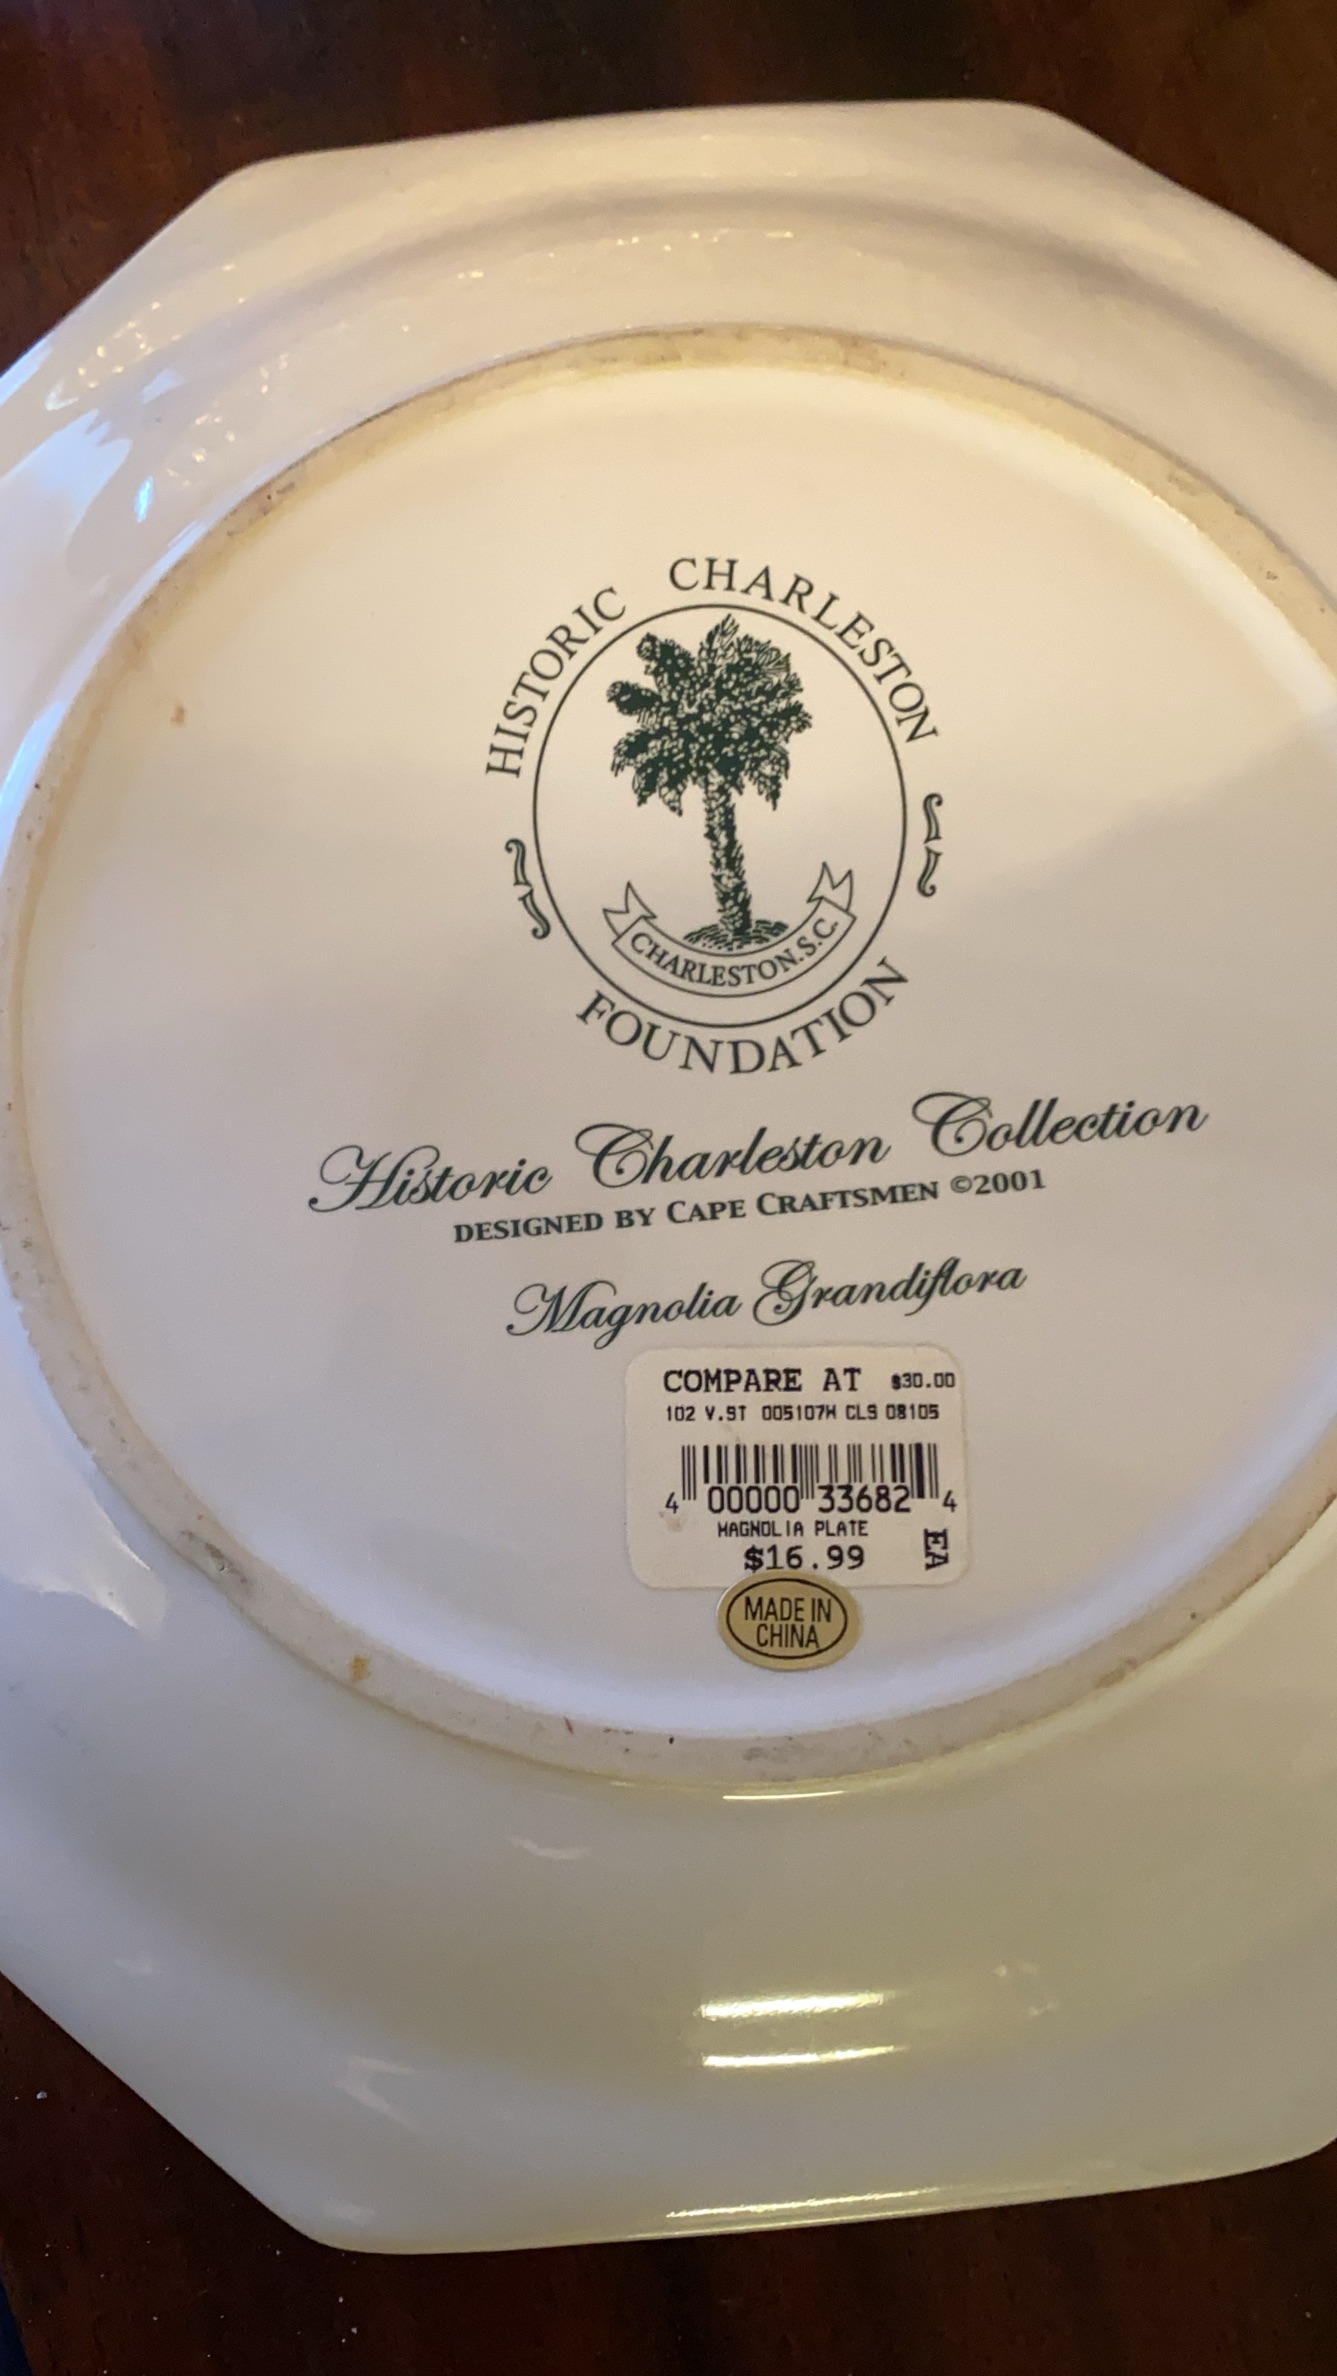 HISTORIC CHARLESTON
CHARLESTON. S.C.
FOUNDATION
Historic Charleston Collection
DESIGNED BY CAPE CRAFTSMEN ©2001
Magnolia Grandiflora
COMPARE AT $30.00
102 V.ST 005107H CLS 08105
4 00000 33682 4
MAGNOLIA PLATE
$16.99 EA
MADE IN
CHINA